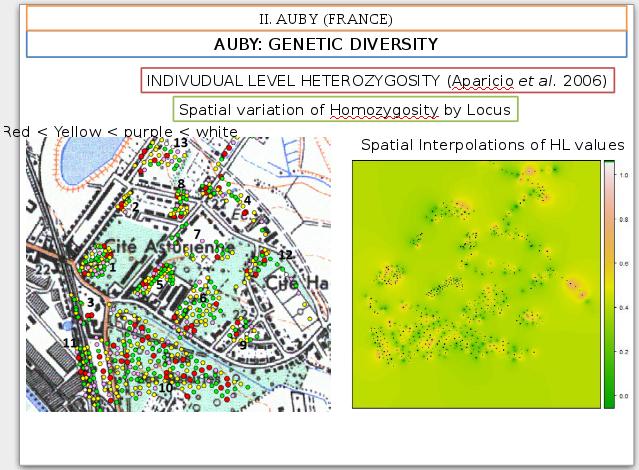 II. AUBY (FRANCE)
AUBY: GENETIC DIVERSITY
INDIVUDUAL LEVEL HETEROZYGOSITY (Aparicio et al. 2006)
Spatial variation of Homozygosity by Locus
Red < Yellow < purple < white
Spatial Interpolations of HL values
13
8
2
4
7
Cité Asturienne
12
22
1
5
Cité Ha
3
6
11
9
10
1.0
0.8
0.6
0.4
0.2
0.0